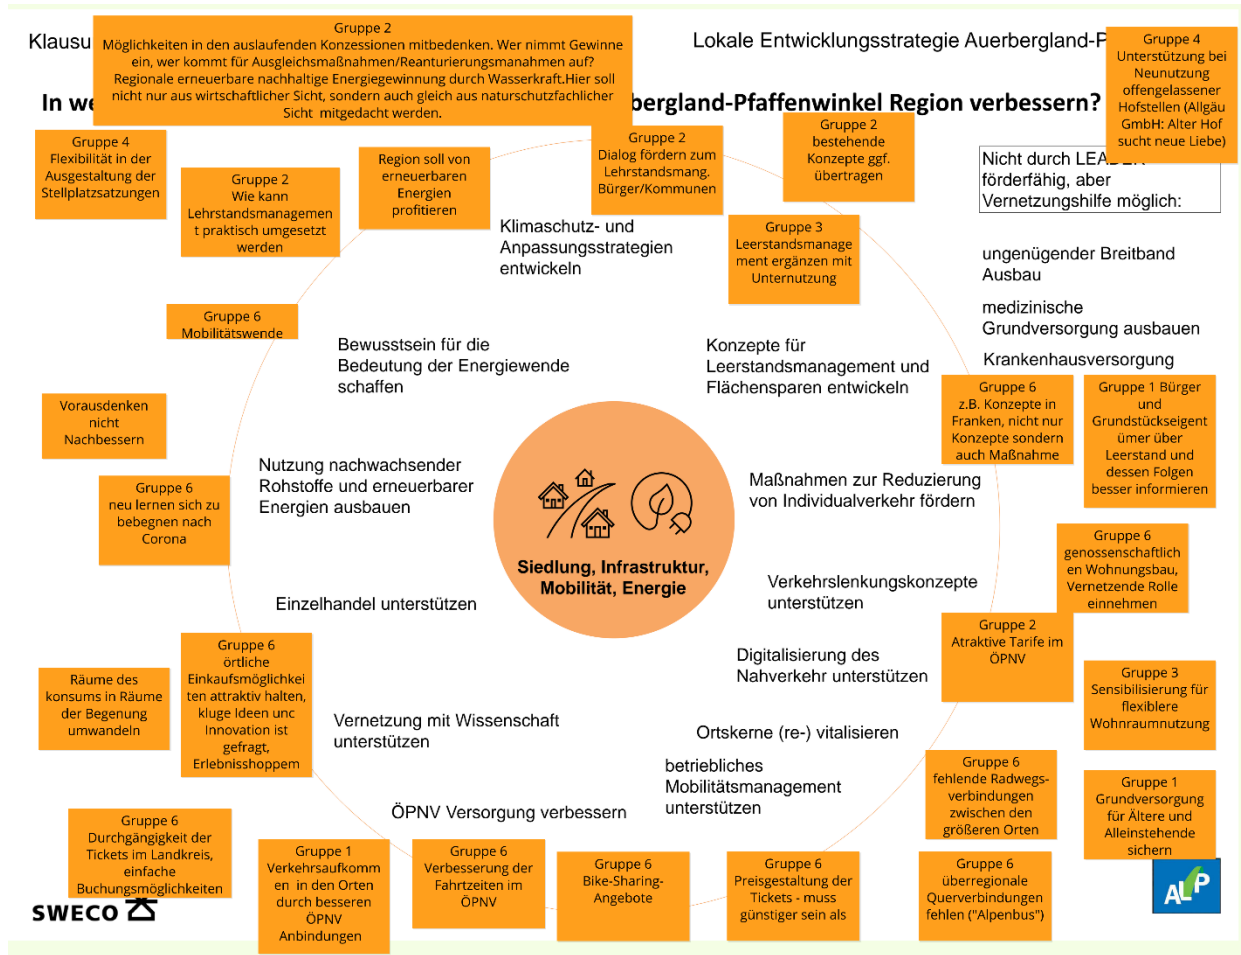 Klausu
Lokale Entwicklungsstrategie Auerbergland-P
In we
bergland-Pfaffenwinkel Region verbessern?
Gruppe 2
Möglichkeiten in den auslaufenden Konzessionen mitbedenken. Wer nimmt Gewinne
ein, wer kommt für Ausgleichsmaßnahmen/Reanturierungsmanahmen auf?
Regionale erneuerbare nachhaltige Energiegewinnung durch Wasserkraft.Hier soll
nicht nur aus wirtschaftlicher Sicht, sondern auch gleich aus naturschutzfachlicher
Sicht mitgedacht werden.
Gruppe 4
Unterstützung bei
Neunutzung
offengelassener
Hofstellen (Allgäu
GmbH: Alter Hof
sucht neue Liebe)
Gruppe 4
Flexibilität in der
Ausgestaltung der
Stellplatzsatzungen
Gruppe 2
Wie kann
Lehrstandsmanagemen
t praktisch umgesetzt
werden
Region soll von
erneuerbaren
Energien
profitieren
Gruppe 2
Dialog fördern zum
Lehrstandsmang.
Bürger/Kommunen
Gruppe 2
bestehende
Konzepte ggf.
übertragen
Gruppe 3
Leerstandsmanage
ment ergänzen mit
Unternutzung
Nicht durch LEADER
förderfähig, aber
Vernetzungshilfe möglich:
ungenügender Breitband
Ausbau
medizinische
Grundversorgung ausbauen
Krankenhausversorgung
Klimaschutz- und
Anpassungsstrategien
entwickeln
Gruppe 6
Mobilitätswende
Bewusstsein für die
Bedeutung der Energiewende
schaffen
Konzepte für
Leerstandsmanagement und
Flächensparen entwickeln
Gruppe 6
z.B. Konzepte in
Franken, nicht nur
Konzepte sondern
auch Maßnahme
Gruppe 1 Bürger
und
Grundstückseigent
ümer über
Leerstand und
dessen Folgen
besser informieren
Vorausdenken
nicht
Nachbessern
Gruppe 6
neu lernen sich zu
bebegnen nach
Corona
Nutzung nachwachsender
Rohstoffe und erneuerbarer
Energien ausbauen
Maßnahmen zur Reduzierung
von Individualverkehr fördern
Siedlung, Infrastruktur,
Mobilität, Energie
Gruppe 6
genossenschaftlich
en Wohnungsbau,
Vernetzende Rolle
einnehmen
Einzelhandel unterstützen
Verkehrslenkungskonzepte
unterstützen
Gruppe 2
Atraktive Tarife im
ÖPNV
Räume des
konsums in Räume
der Begenung
umwandeln
Gruppe 6
örtliche
Einkaufsmöglichkei
ten attraktiv halten,
kluge Ideen unc
Innovation ist
gefragt,
Erlebnisshoppem
Digitalisierung des
Nahverkehr unterstützen
Gruppe 3
Sensibilisierung für
flexiblere
Wohnraumnutzung
Vernetzung mit Wissenschaft
unterstützen
Ortskerne (re-) vitalisieren
betriebliches
Mobilitätsmanagement
unterstützen
Gruppe 6
fehlende Radwegs-
verbindungen
zwischen den
größeren Orten
Gruppe 1
Grundversorgung
für Ältere und
Alleinstehende
sichern
ÖPNV Versorgung verbessern
Gruppe 6
Durchgängigkeit der
Tickets im Landkreis,
einfache
Buchungsmöglichkeiten
Gruppe 1
Verkehrsaufkomm
en in den Orten
durch besseren
ÖPNV
Anbindungen
Gruppe 6
Verbesserung der
Fahrtzeiten im
ÖPNV
Gruppe 6
Bike-Sharing-
Angebote
Gruppe 6
Preisgestaltung der
Tickets - muss
günstiger sein als
Gruppe 6
überregionale
Querverbindungen
fehlen ("Alpenbus")
SWECO
ALP